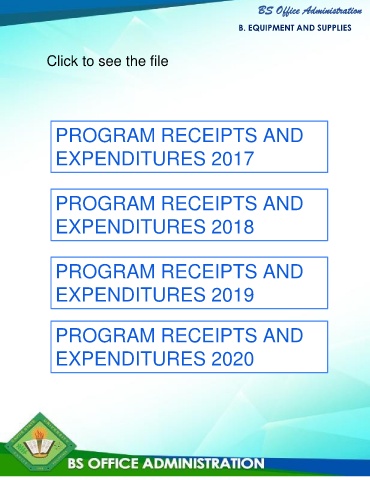 BS Office Administration
B. EQUIPMENT AND SUPPLIES
Click to see the file
PROGRAM RECEIPTS AND
EXPENDITURES 2017
PROGRAM RECEIPTS AND
EXPENDITURES 2018
PROGRAM RECEIPTS AND
EXPENDITURES 2019
PROGRAM RECEIPTS AND
EXPENDITURES 2020
BS OFFICE ADMINISTRATION